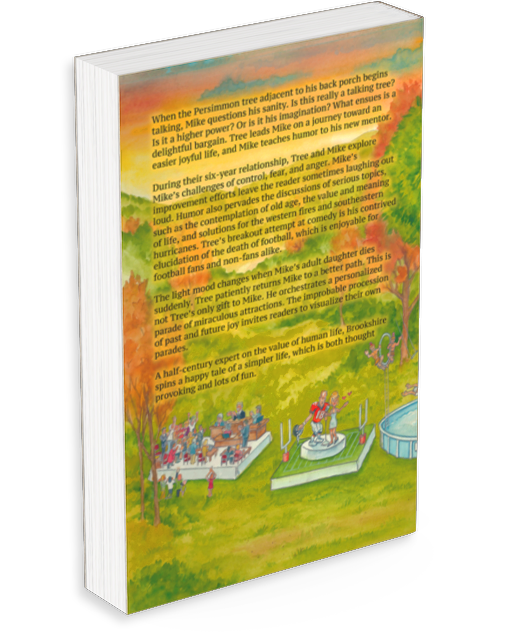 When the Persimmon tree adjacent to his back porch begins
talking, Mike questions his sanity. Is this really a talking tree?
Is it a higher power? Or is it his imagination? What ensues is a
delightful bargain. Tree leads Mike on a journey toward an
easier joyful life, and Mike teaches humor to his new mentor.
During their six-year relationship, Tree and Mike explore
Mike's challenges of control, fear, and anger. Mike's
improvement efforts leave the reader sometimes laughing out
loud. Humor also pervades the discussions of serious topics,
such as the contemplation of old age, the value and meaning
of life, and solutions for the western fires and southeastern
hurricanes. Tree's breakout attempt at comedy is his contrived
elucidation of the death of football, which is enjoyable for
football fans and non-fans alike.
The light mood changes when Mike's adult daughter dies
suddenly. Tree patiently returns Mike to a better path. This is
not Tree's only gift to Mike. He orchestrates a personalized
parade of miraculous attractions. The improbable procession
of past and future joy invites readers to visualize their own
parades.
A half-century expert on the value of human life, Brookshire
spins a happy tale of a simpler life, which is both thought
provoking and lots of fun.